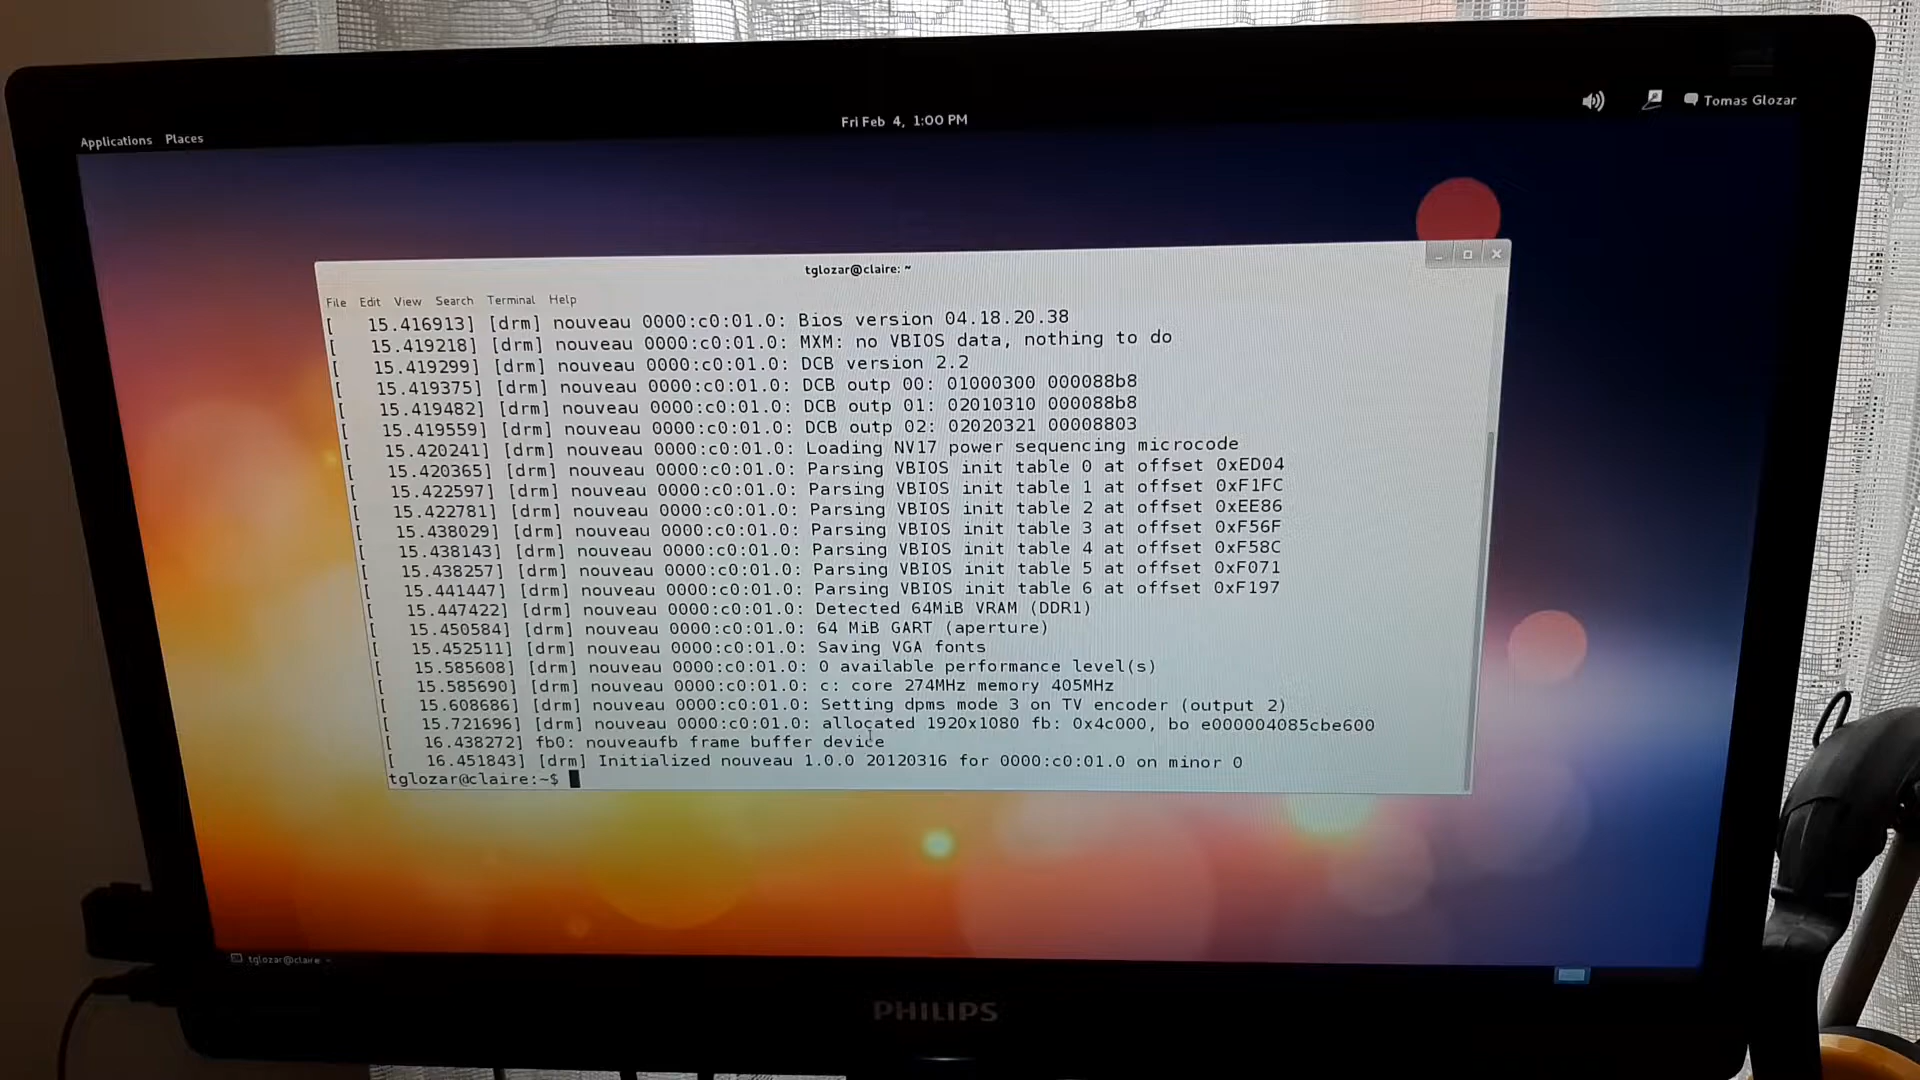 Applications Places Fri Feb 4, 1:00 PM Tomas Glozar
tglozar@claire: ~
File Edit View Search Terminal Help
[ 15.416913] [drm] nouveau 0000:c0:01.0: Bios version 04.18.20.38
[ 15.419218] [drm] nouveau 0000:c0:01.0: MXM: no VBIOS data, nothing to do
[ 15.419299] [drm] nouveau 0000:c0:01.0: DCB version 2.2
[ 15.419375] [drm] nouveau 0000:c0:01.0: DCB outp 00: 01000300 000088b8
[ 15.419482] [drm] nouveau 0000:c0:01.0: DCB outp 01: 02010310 000088b8
[ 15.419559] [drm] nouveau 0000:c0:01.0: DCB outp 02: 02020321 00008803
[ 15.420241] [drm] nouveau 0000:c0:01.0: Loading NV17 power sequencing microcode
[ 15.420365] [drm] nouveau 0000:c0:01.0: Parsing VBIOS init table 0 at offset 0xED04
[ 15.422597] [drm] nouveau 0000:c0:01.0: Parsing VBIOS init table 1 at offset 0xF1FC
[ 15.422781] [drm] nouveau 0000:c0:01.0: Parsing VBIOS init table 2 at offset 0xEE86
[ 15.438029] [drm] nouveau 0000:c0:01.0: Parsing VBIOS init table 3 at offset 0xF56F
[ 15.438143] [drm] nouveau 0000:c0:01.0: Parsing VBIOS init table 4 at offset 0xF58C
[ 15.438257] [drm] nouveau 0000:c0:01.0: Parsing VBIOS init table 5 at offset 0xF071
[ 15.441447] [drm] nouveau 0000:c0:01.0: Parsing VBIOS init table 6 at offset 0xF197
[ 15.447422] [drm] nouveau 0000:c0:01.0: Detected 64MiB VRAM (DDR1)
[ 15.450584] [drm] nouveau 0000:c0:01.0: 64 MiB GART (aperture)
[ 15.452511] [drm] nouveau 0000:c0:01.0: Saving VGA fonts
[ 15.585608] [drm] nouveau 0000:c0:01.0: 0 available performance level(s)
[ 15.585690] [drm] nouveau 0000:c0:01.0: c: core 274MHz memory 405MHz
[ 15.608686] [drm] nouveau 0000:c0:01.0: Setting dpms mode 3 on TV encoder (output 2)
[ 15.721696] [drm] nouveau 0000:c0:01.0: allocated 1920x1080 fb: 0x4c000, bo e000004085cbe600
[ 16.438272] fb0: nouveaufb frame buffer device
[ 16.451843] [drm] Initialized nouveau 1.0.0 20120316 for 0000:c0:01.0 on minor 0
tglozar@claire:~$
tglozar@claire: ~
PHILIPS